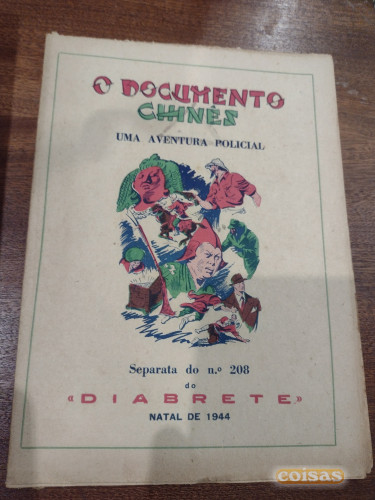 O DOCUMENTO
CHINÊS
UMA AVENTURA POLICIAL
Separata do n.º 208
do
«DIABRETE»
NATAL DE 1944
coisas